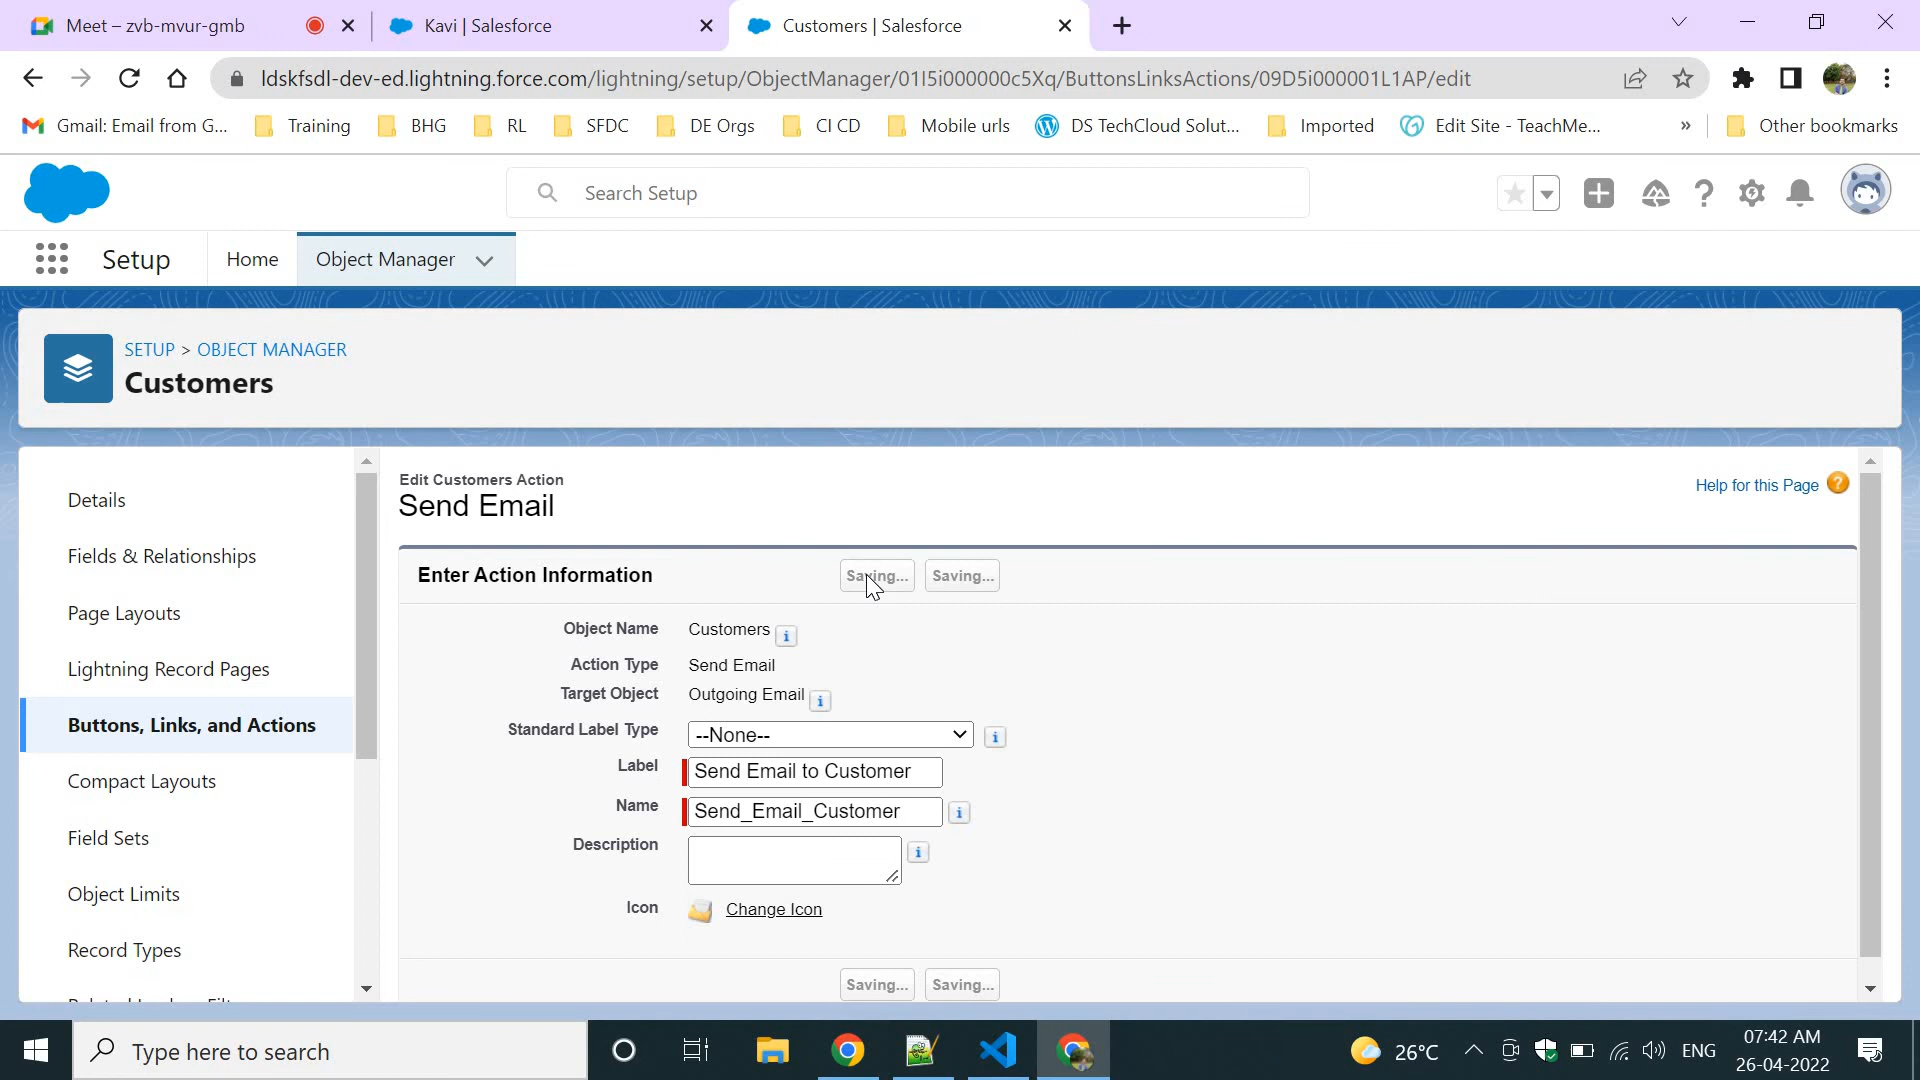 Meet – zvb-mvur-gmb
Kavi | Salesforce
Customers | Salesforce
ldskfsdl-dev-ed.lightning.force.com/lightning/setup/ObjectManager/01I5i000000c5Xq/ButtonsLinksActions/09D5i000001L1AP/edit
Gmail: Email from G...
Training
BHG
RL
SFDC
DE Orgs
CI CD
Mobile urls
DS TechCloud Solut...
Imported
Edit Site - TeachMe...
»
Other bookmarks
Search Setup
Setup
Home
Object Manager
SETUP > OBJECT MANAGER
Customers
Details
Fields & Relationships
Page Layouts
Lightning Record Pages
Buttons, Links, and Actions
Compact Layouts
Field Sets
Object Limits
Record Types
Edit Customers Action
Send Email
Help for this Page
Enter Action Information
Saving...
Saving...
Object Name Customers
Action Type Send Email
Target Object Outgoing Email
Standard Label Type --None--
Label Send Email to Customer
Name Send_Email_Customer
Description
Icon Change Icon
Saving...
Saving...
Type here to search
26°C
ENG
07:42 AM
26-04-2022